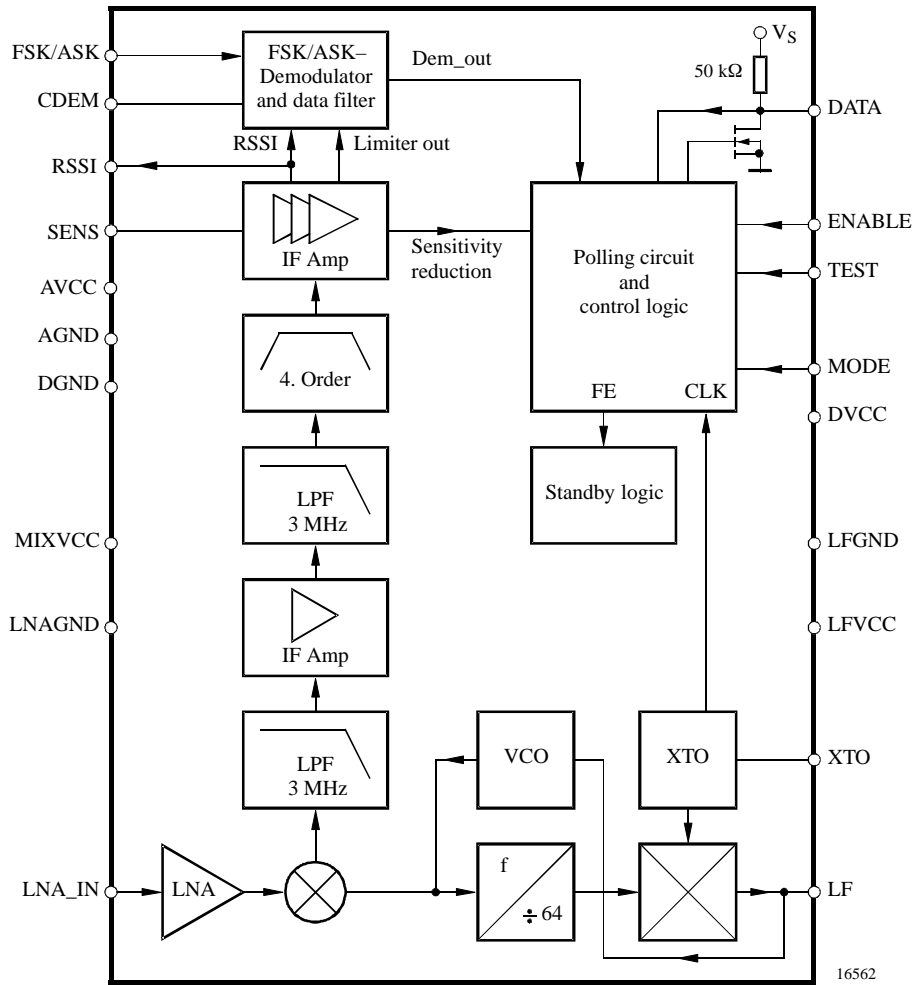 FSK/ASK
CDEM
RSSI
SENS
AVCC
AGND
DGND
MIXVCC
LNAGND
LNA_IN
FSK/ASK–
Demodulator
and data filter
Dem_out
RSSI
Limiter out
IF Amp
Sensitivity
reduction
4. Order
LPF
3 MHz
IF Amp
LPF
3 MHz
LNA
VCO
f
÷ 64
XTO
Polling circuit
and
control logic
FE
CLK
Standby logic
VS
50 kΩ
DATA
ENABLE
TEST
MODE
DVCC
LFGND
LFVCC
XTO
LF
16562